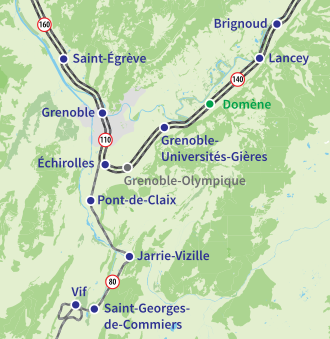 160
Brignoud
Saint-Égrève
Lancey
140
Domène
Grenoble
110
Grenoble-
Universités-Gières
Échirolles
Grenoble-Olympique
Pont-de-Claix
Jarrie-Vizille
80
Vif
Saint-Georges-
de-Commiers